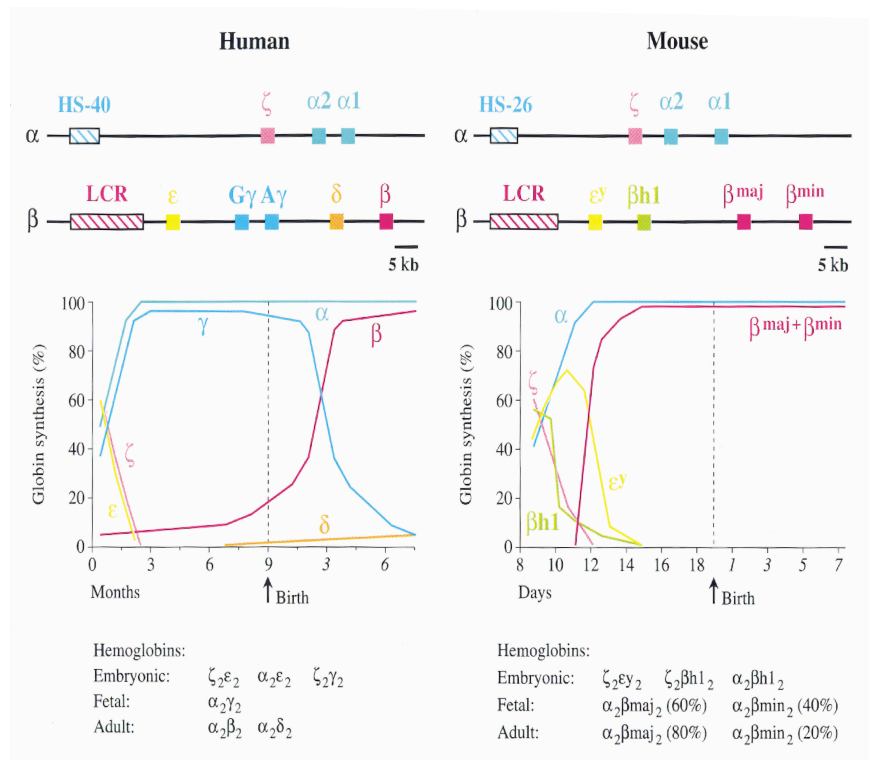 Human
HS-40 ζ α2 α1
α
LCR ε Gγ Aγ δ β
β
5 kb
100
80
60
40
20
0
Globin synthesis (%)
α
γ
β
ζ
ε
δ
0 3 6 9 3 6
Months
Birth
Hemoglobins:
Embryonic: ζ₂ε₂ α₂ε₂ ζ₂γ₂
Fetal: α₂γ₂
Adult: α₂β₂ α₂δ₂
Mouse
HS-26 ζ α2 α1
α
LCR εʸ βh1 βᵐᵃʲ βᵐⁱⁿ
β
5 kb
100
80
60
40
20
0
Globin synthesis (%)
α
βᵐᵃʲ+βᵐⁱⁿ
ζ
εʸ
βh1
8 10 12 14 16 18 1 3 5 7
Days
Birth
Hemoglobins:
Embryonic: ζ₂εy₂ ζ₂βh1₂ α₂βh1₂
Fetal: α₂βmaj₂ (60%) α₂βmin₂ (40%)
Adult: α₂βmaj₂ (80%) α₂βmin₂ (20%)